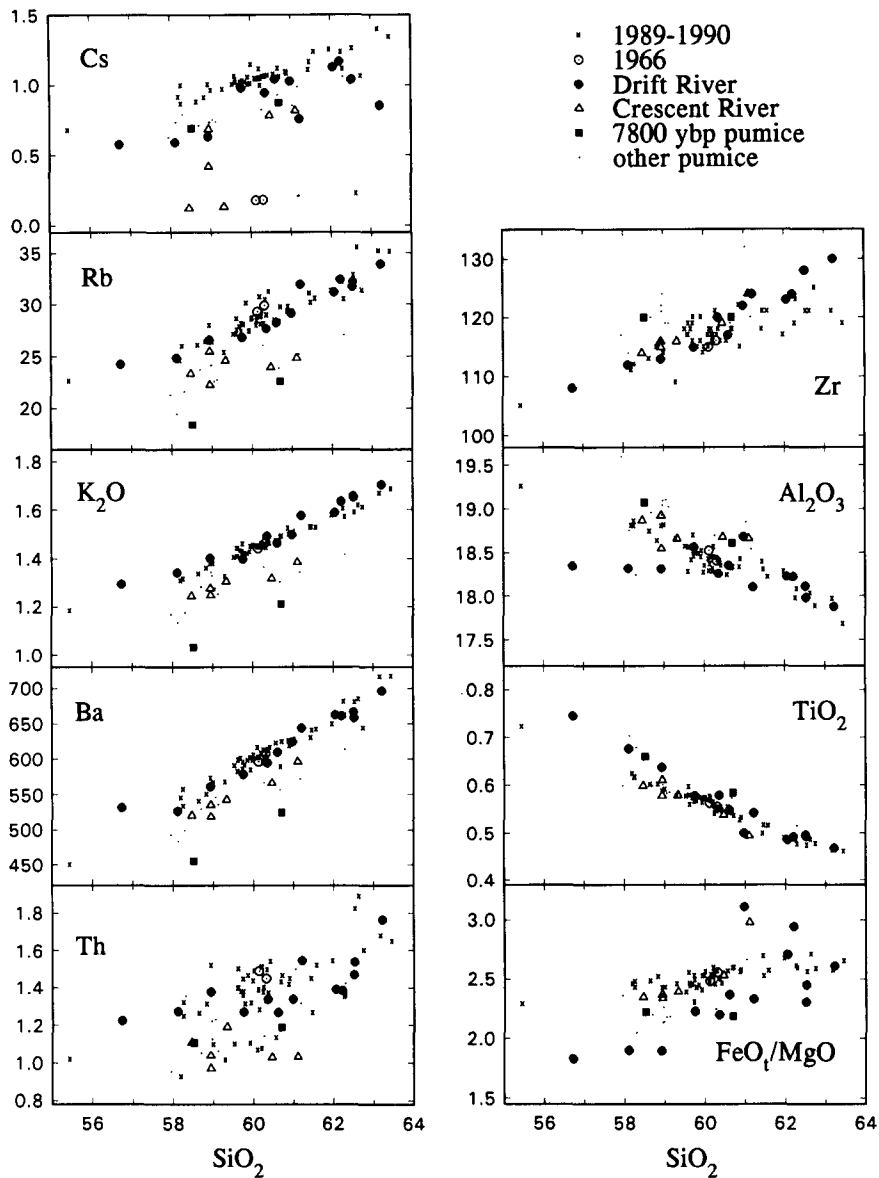 1989-1990
1966
Drift River
Crescent River
7800 ybp pumice
other pumice
Cs
1.5
1.0
0.5
0.0
Rb
35
30
25
20
K₂O
1.8
1.6
1.4
1.2
1.0
Ba
700
650
600
550
500
450
Th
1.8
1.6
1.4
1.2
1.0
0.8
56 58 60 62 64
SiO₂
Zr
130
120
110
100
Al₂O₃
19.5
19.0
18.5
18.0
17.5
TiO₂
0.8
0.7
0.6
0.5
0.4
FeOₜ/MgO
3.0
2.5
2.0
1.5
54 56 58 60 62 64
SiO₂